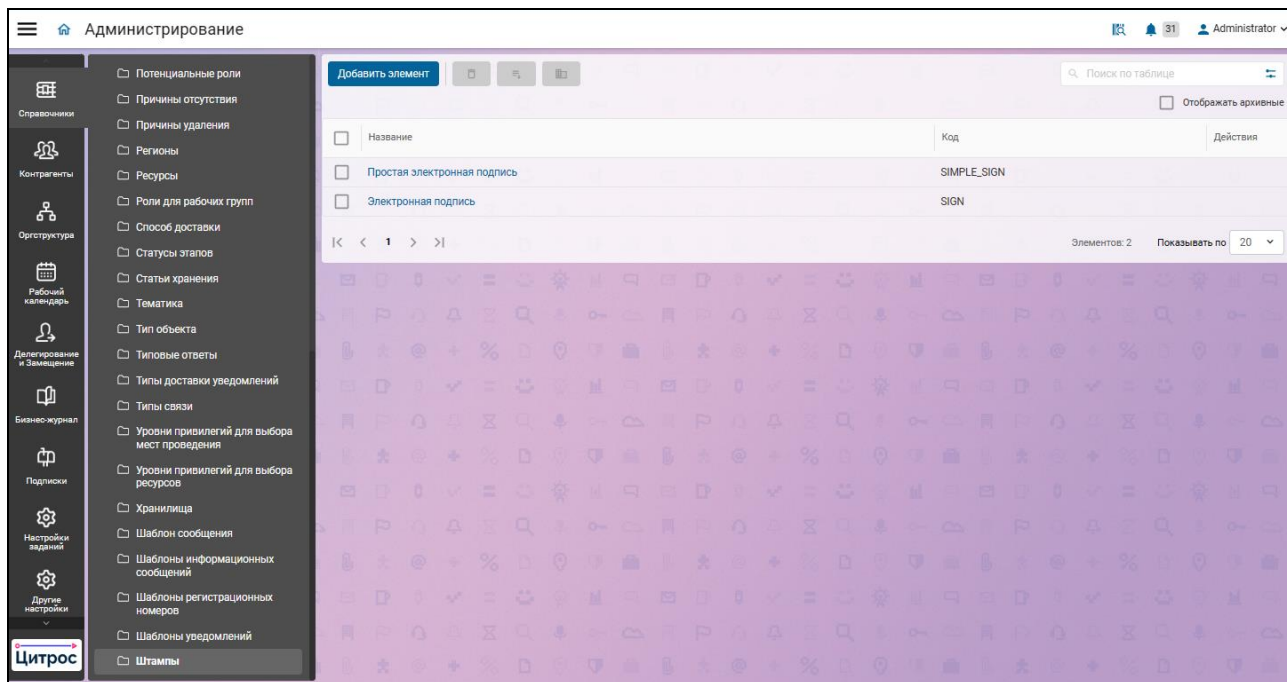 Администрирование
31
Administrator
Справочники
Контрагенты
Оргструктура
Рабочий
календарь
Делегирование
и Замещение
Бизнес-журнал
Подписки
Настройки
заданий
Другие
настройки
Цитрос
Потенциальные роли
Причины отсутствия
Причины удаления
Регионы
Ресурсы
Роли для рабочих групп
Способ доставки
Статусы этапов
Статьи хранения
Тематика
Тип объекта
Типовые ответы
Типы доставки уведомлений
Типы связи
Уровни привилегий для выбора
мест проведения
Уровни привилегий для выбора
ресурсов
Хранилища
Шаблон сообщения
Шаблоны информационных
сообщений
Шаблоны регистрационных
номеров
Шаблоны уведомлений
Штампы
Добавить элемент
Поиск по таблице
Отображать архивные
Название Код Действия
Простая электронная подпись SIMPLE_SIGN
Электронная подпись SIGN
1 Элементов: 2 Показывать по 20